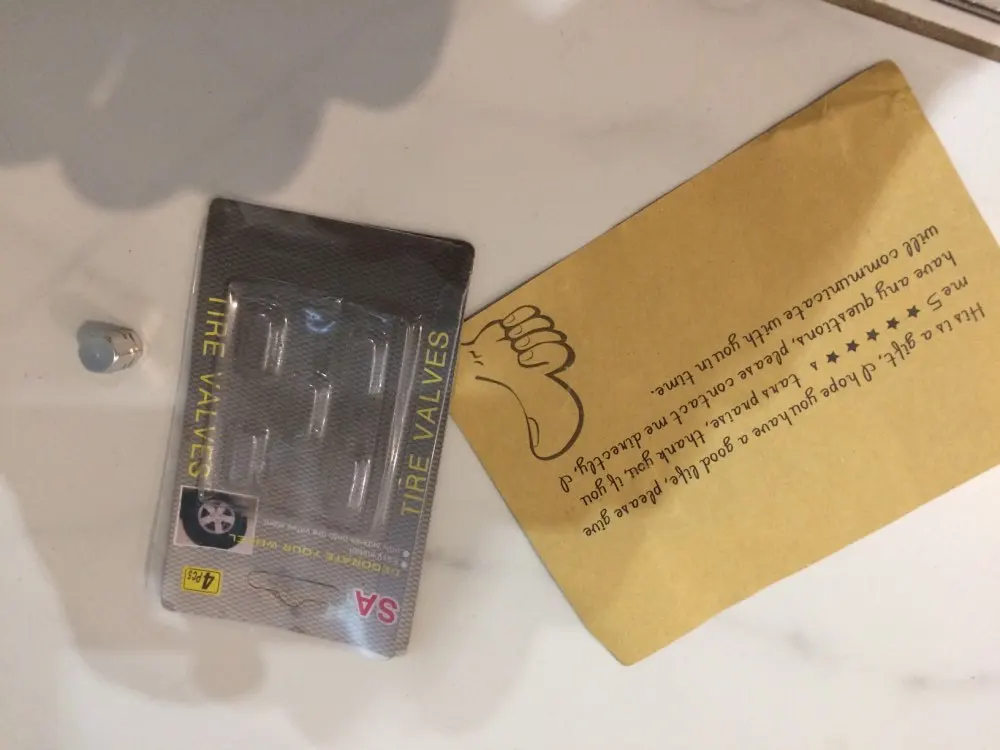 His is a gift, I hope you have a good life, please give
me 5 ★★★★★ s tars praise, thank you, if you
have any questions, please contact me directly, I
will communicate with you in time.
SA
4PCS
DECORATE YOUR WHEEL
TIRE VALVES
TIRE VALVES